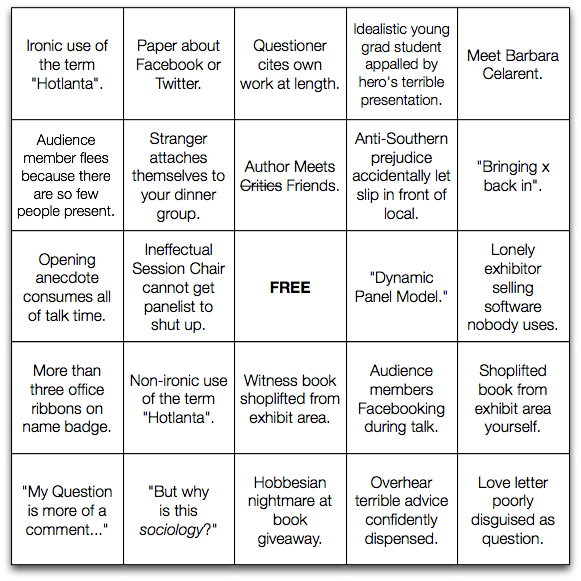 Ironic use of
the term
"Hotlanta".
Paper about
Facebook or
Twitter.
Questioner
cites own
work at length.
Idealistic young
grad student
appalled by
hero's terrible
presentation.
Meet Barbara
Celarent.
Audience
member flees
because there
are so few
people present.
Stranger
attaches
themselves to
your dinner
group.
Author Meets
Critics Friends.
Anti-Southern
prejudice
accidentally let
slip in front of
local.
"Bringing x
back in".
Opening
anecdote
consumes all
of talk time.
Ineffectual
Session Chair
cannot get
panelist to
shut up.
FREE
"Dynamic
Panel Model."
Lonely
exhibitor
selling
software
nobody uses.
More than
three office
ribbons on
name badge.
Non-ironic use
of the term
"Hotlanta".
Witness book
shoplifted from
exhibit area.
Audience
members
Facebooking
during talk.
Shoplifted
book from
exhibit area
yourself.
"My Question
is more of a
comment..."
"But why
is this
sociology?"
Hobbesian
nightmare at
book
giveaway.
Overhear
terrible advice
confidently
dispensed.
Love letter
poorly
disguised as
question.